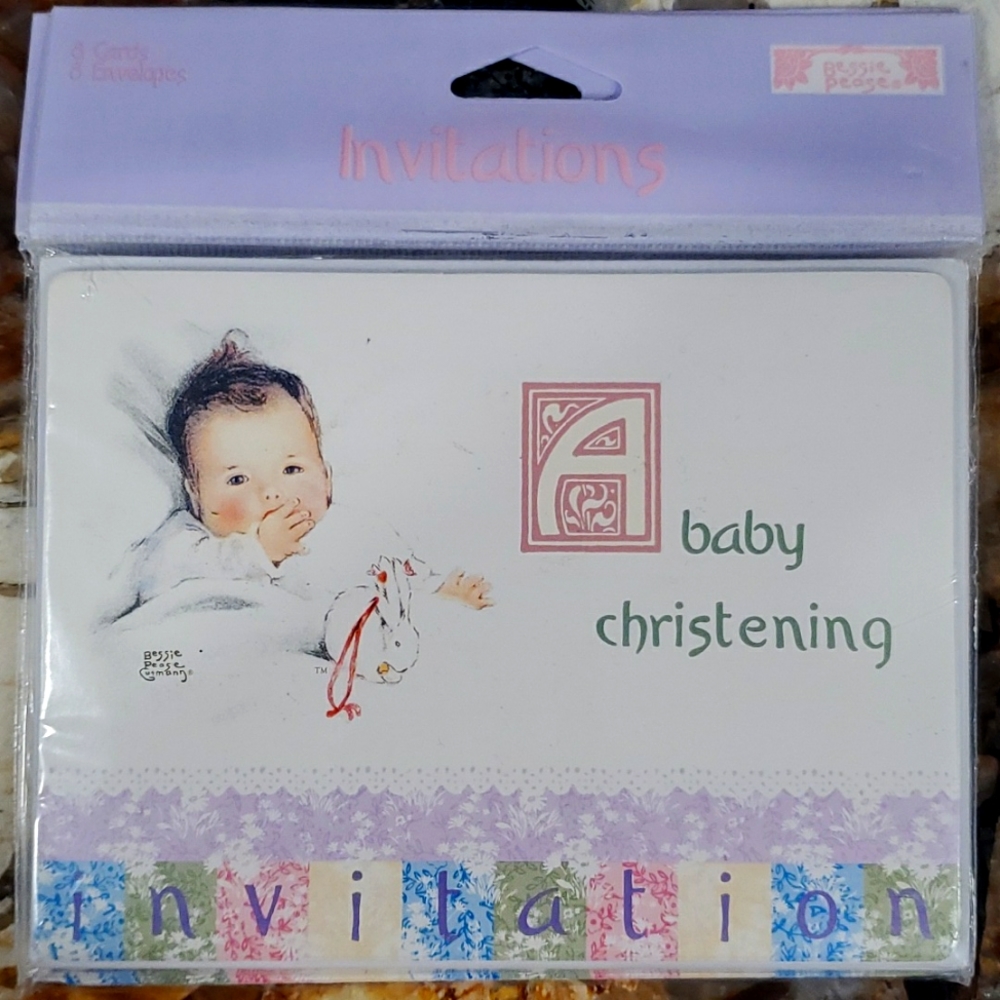 8 Cards
8 Envelopes
Bessie
Pease®
Invitations
A baby
christening
Bessie
Pease
Gutmann®
TM
invitation